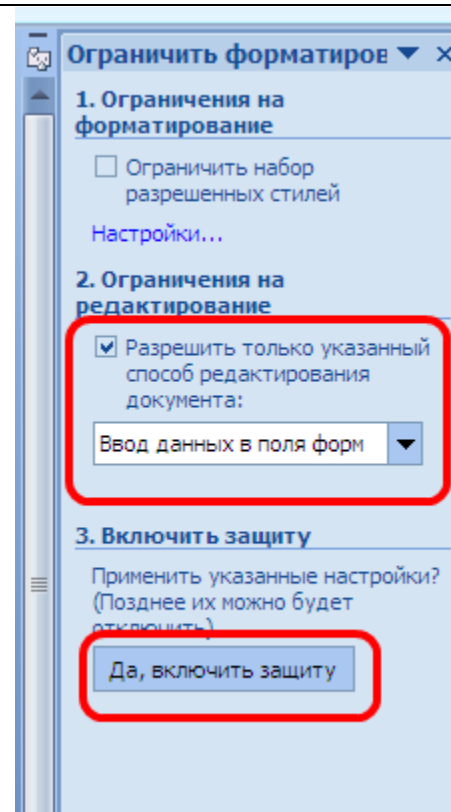 Ограничить форматиров
1. Ограничения на
форматирование
Ограничить набор
разрешенных стилей
Настройки...
2. Ограничения на
редактирование
Разрешить только указанный
способ редактирования
документа:
Ввод данных в поля форм
3. Включить защиту
Применить указанные настройки?
(Позднее их можно будет
отключить)
Да, включить защиту